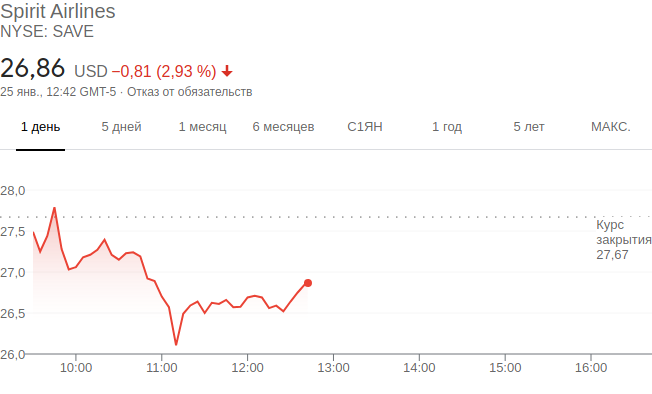 Spirit Airlines
NYSE: SAVE
26,86 USD −0,81 (2,93 %)
25 янв., 12:42 GMT-5 · Отказ от обязательств
1 день 5 дней 1 месяц 6 месяцев С1ЯН 1 год 5 лет МАКС.
28,0
27,5
27,0
26,5
26,0
Курс
закрытия
27,67
10:00 11:00 12:00 13:00 14:00 15:00 16:00